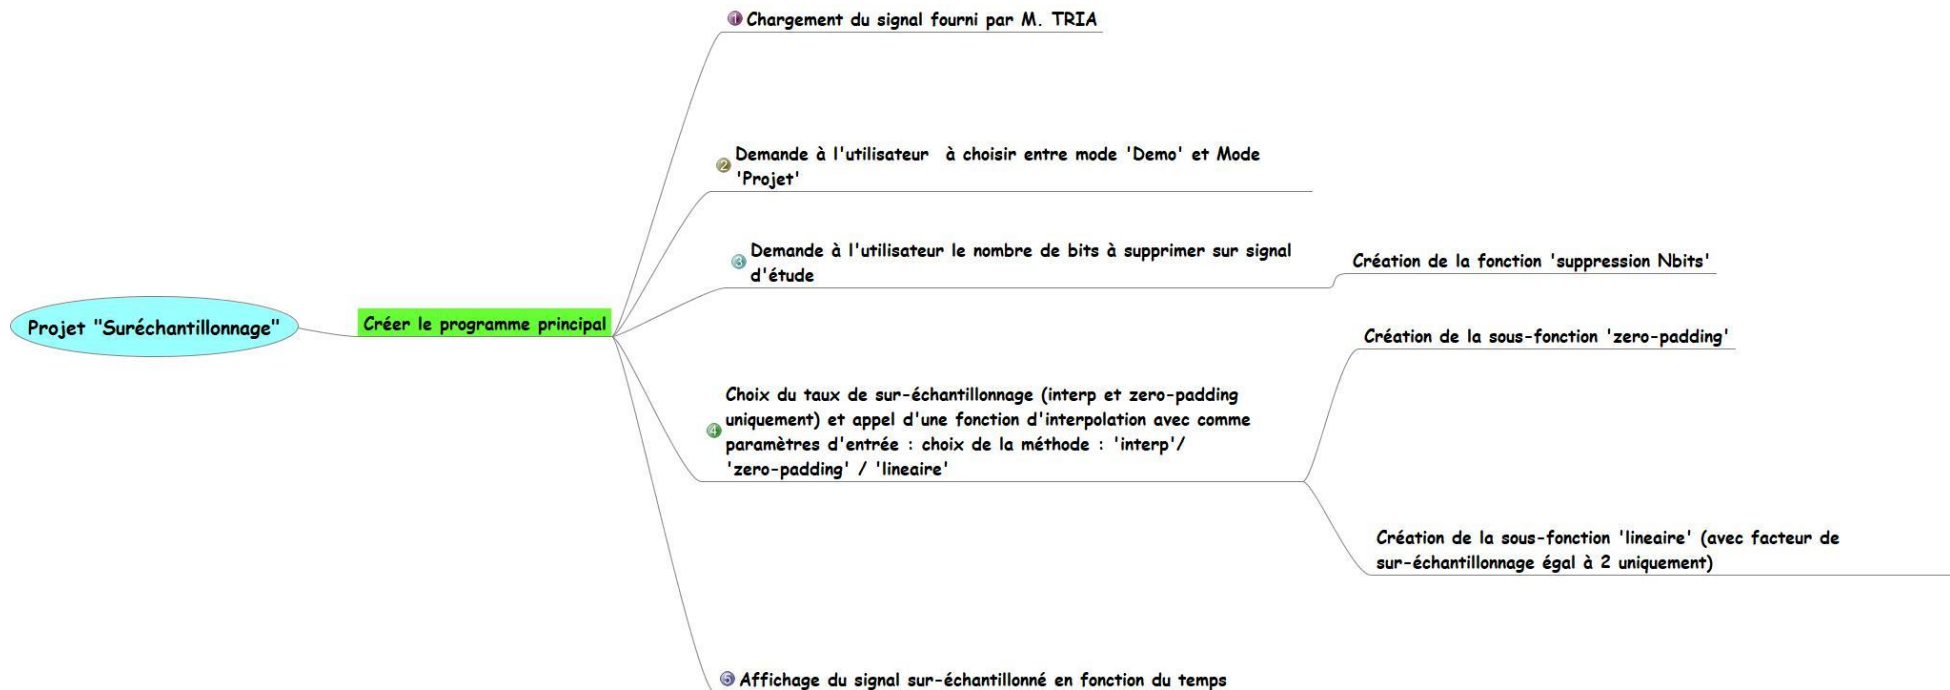 Projet "Suréchantillonnage"
Créer le programme principal
1 Chargement du signal fourni par M. TRIA
2 Demande à l'utilisateur à choisir entre mode 'Demo' et Mode
'Projet'
3 Demande à l'utilisateur le nombre de bits à supprimer sur signal
d'étude
Création de la fonction 'suppression Nbits'
4 Choix du taux de sur-échantillonnage (interp et zero-padding
uniquement) et appel d'une fonction d'interpolation avec comme
paramètres d'entrée : choix de la méthode : 'interp'/
'zero-padding' / 'lineaire'
Création de la sous-fonction 'zero-padding'
Création de la sous-fonction 'lineaire' (avec facteur de
sur-échantillonnage égal à 2 uniquement)
5 Affichage du signal sur-échantillonné en fonction du temps